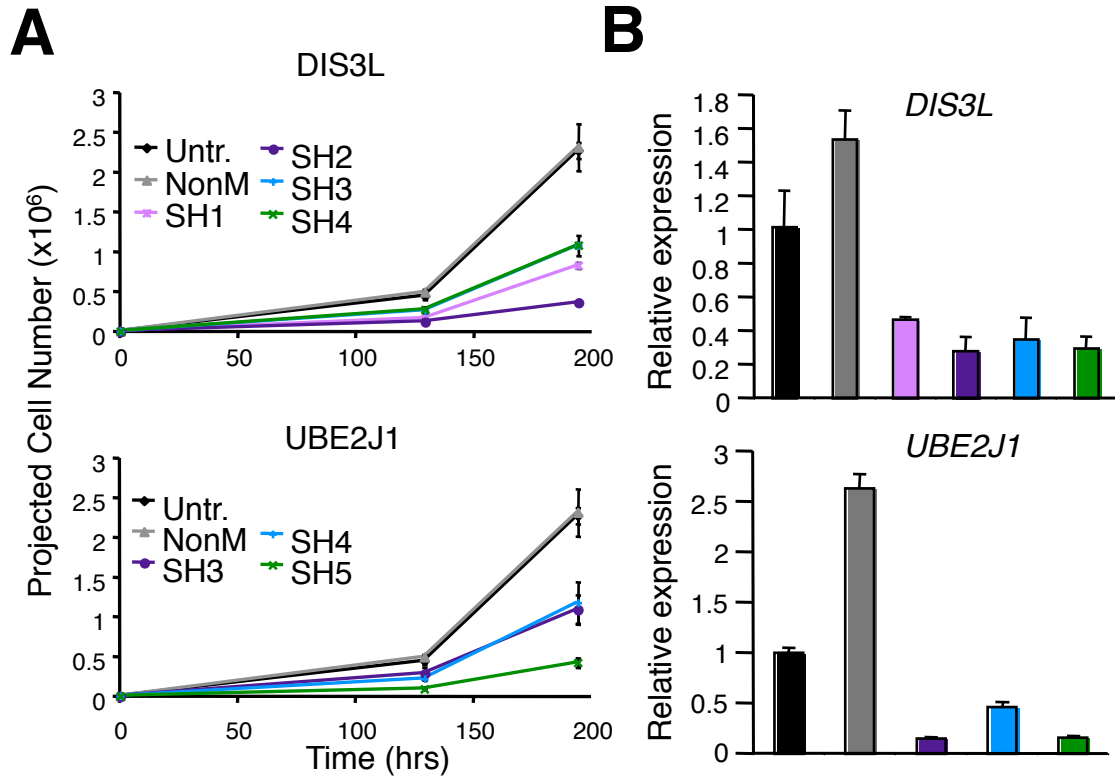 A
DIS3L
Projected Cell Number (x10⁶)
3
2.5
2
1.5
1
0.5
0
Untr.
NonM
SH1
SH2
SH3
SH4
0
50
100
150
200
UBE2J1
3
2.5
2
1.5
1
0.5
0
Untr.
NonM
SH3
SH4
SH5
0
50
100
150
200
Time (hrs)
B
DIS3L
Relative expression
1.8
1.6
1.4
1.2
1
0.8
0.6
0.4
0.2
0
UBE2J1
Relative expression
3
2.5
2
1.5
1
0.5
0